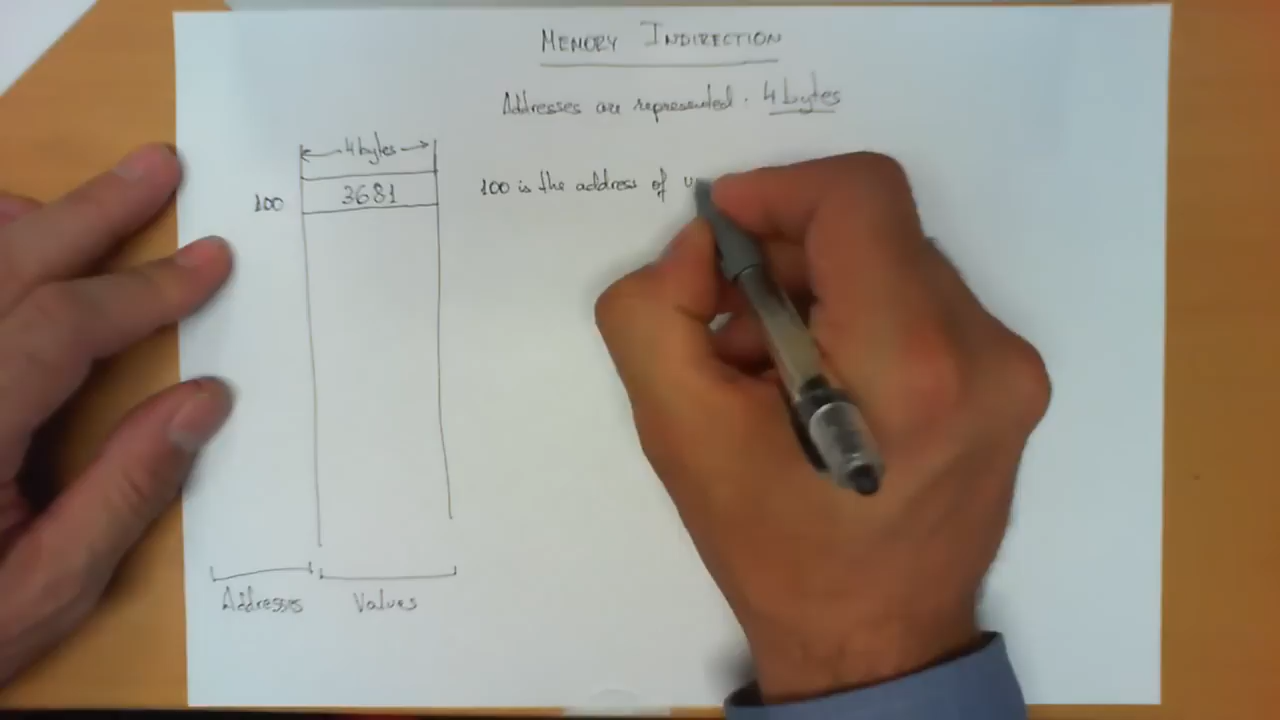 MEMORY INDIRECTION
Addresses are represented. 4 bytes
4 bytes
100 3681
100 is the address of
Addresses Values